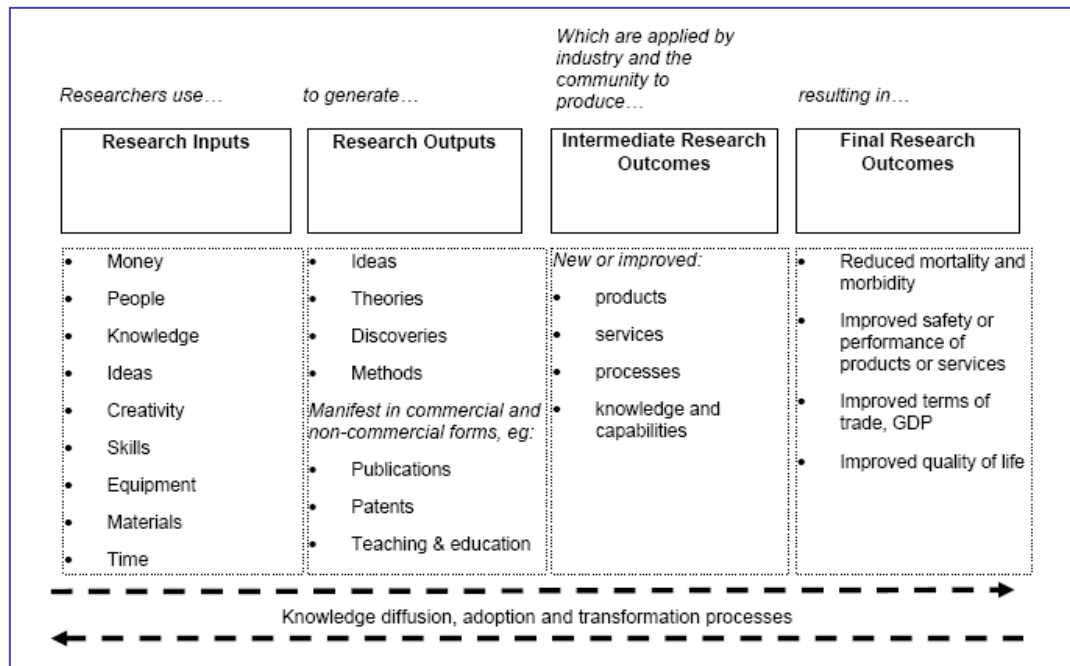 Researchers use…
to generate…
Which are applied by
industry and the
community to
produce…
resulting in…
Research Inputs
Research Outputs
Intermediate Research
Outcomes
Final Research
Outcomes
• Money
• People
• Knowledge
• Ideas
• Creativity
• Skills
• Equipment
• Materials
• Time
• Ideas
• Theories
• Discoveries
• Methods
Manifest in commercial and
non-commercial forms, eg:
• Publications
• Patents
• Teaching & education
New or improved:
• products
• services
• processes
• knowledge and
capabilities
• Reduced mortality and
morbidity
• Improved safety or
performance of
products or services
• Improved terms of
trade, GDP
• Improved quality of life
Knowledge diffusion, adoption and transformation processes